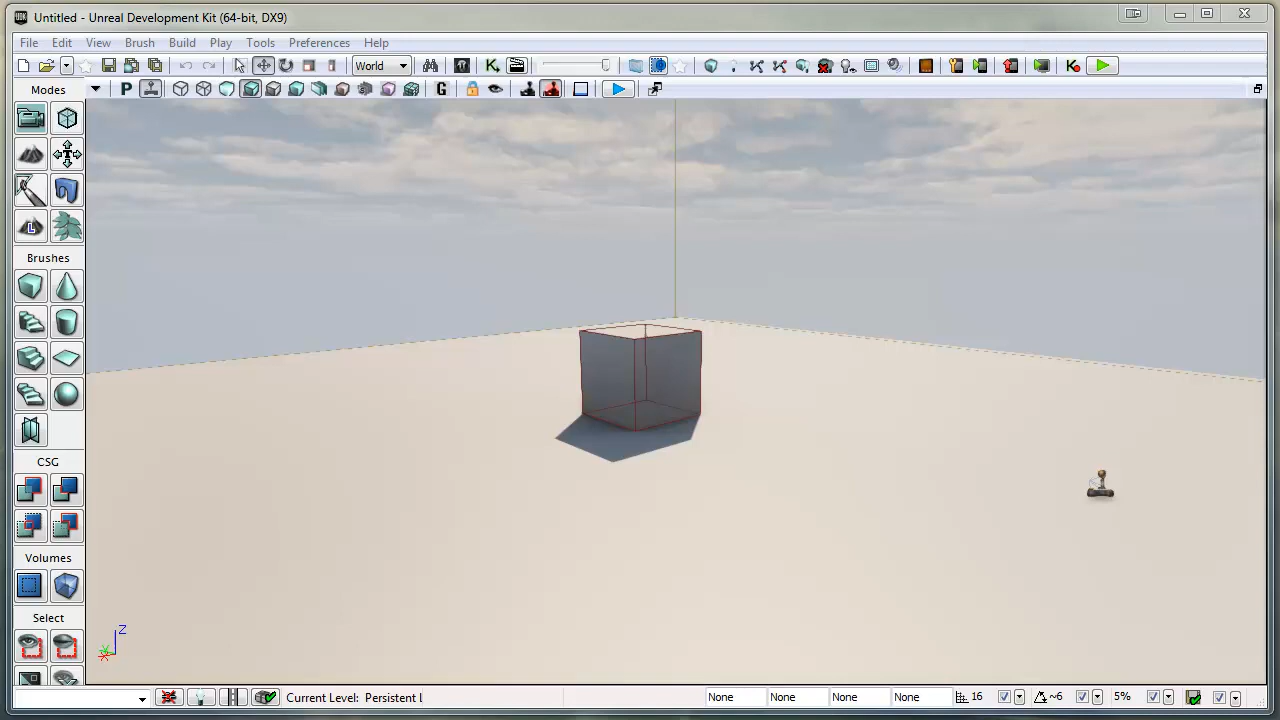 Untitled - Unreal Development Kit (64-bit, DX9)
File Edit View Brush Build Play Tools Preferences Help
World
Modes
P
G
L
Brushes
CSG
Volumes
Select
Z
Current Level: Persistent l
None None None None 16 ~6 5%